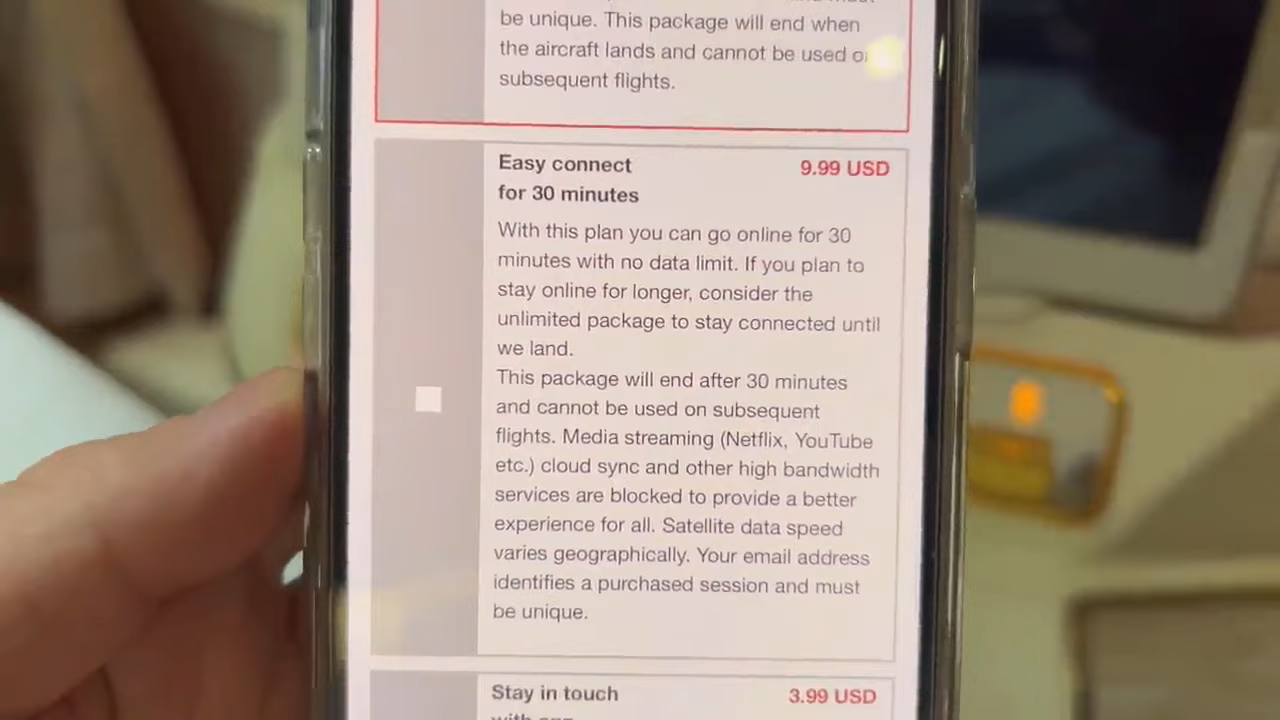 be unique. This package will end when
the aircraft lands and cannot be used
subsequent flights.
Easy connect
for 30 minutes
9.99 USD
With this plan you can go online for 30
minutes with no data limit. If you plan to
stay online for longer, consider the
unlimited package to stay connected until
we land.
This package will end after 30 minutes
and cannot be used on subsequent
flights. Media streaming (Netflix, YouTube
etc.) cloud sync and other high bandwidth
services are blocked to provide a better
experience for all. Satellite data speed
varies geographically. Your email address
identifies a purchased session and must
be unique.
Stay in touch
3.99 USD